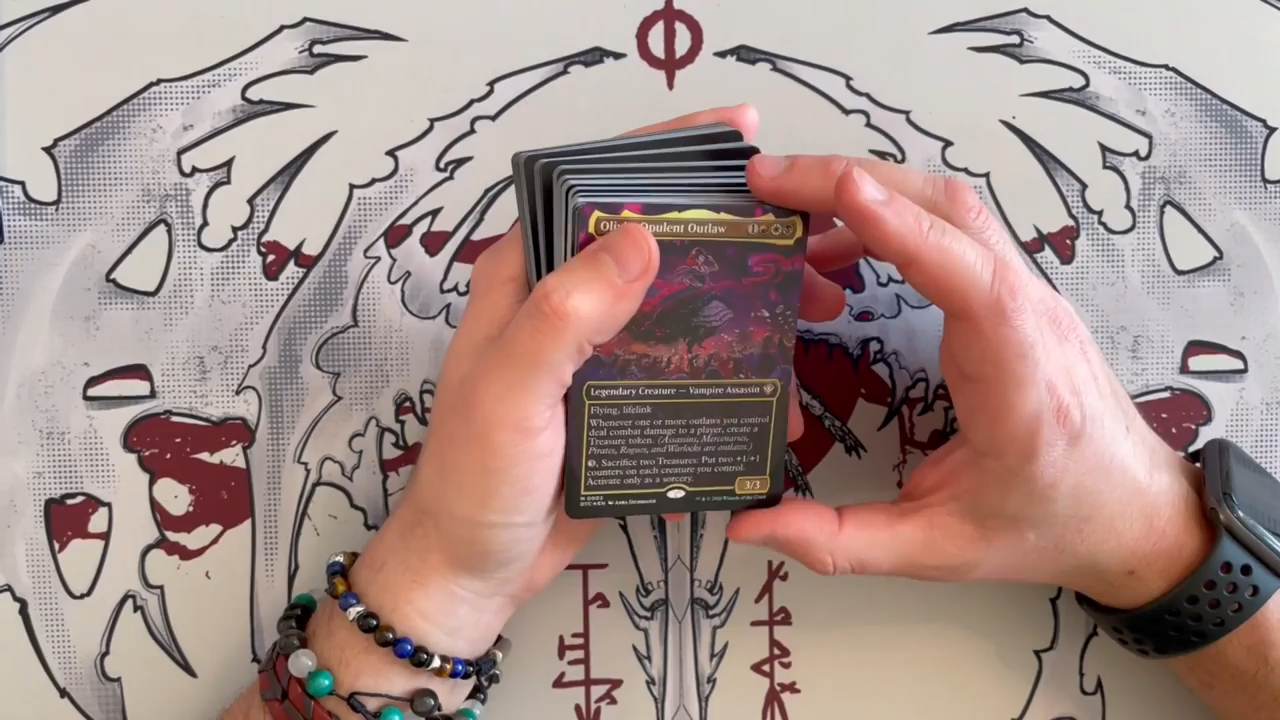 Opulent Outlaw 1
Legendary Creature — Vampire Assassin
Flying, lifelink
Whenever one or more outlaws you control
deal combat damage to a player, create a
Treasure token. (Assassins, Mercenaries,
Pirates, Rogues, and Warlocks are outlaws.)
3, Sacrifice two Treasures: Put two +1/+1
counters on each creature you control.
Activate only as a sorcery.
3/3